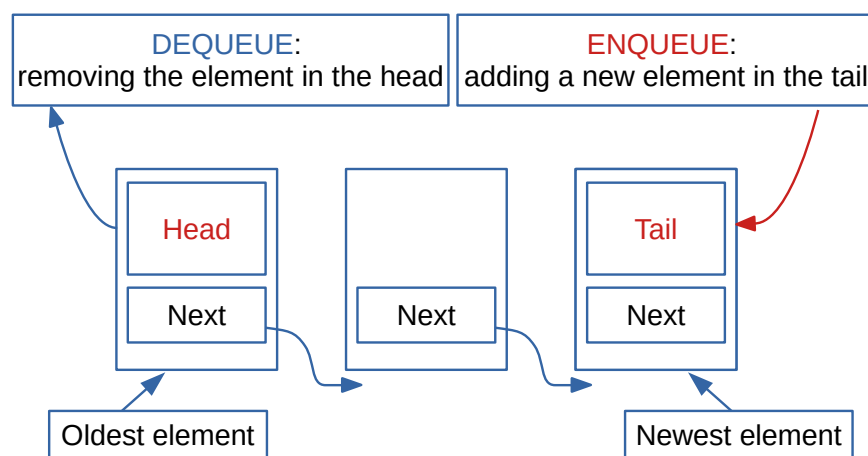 DEQUEUE:
removing the element in the head
ENQUEUE:
adding a new element in the tail
Head
Tail
Next
Next
Next
Oldest element
Newest element